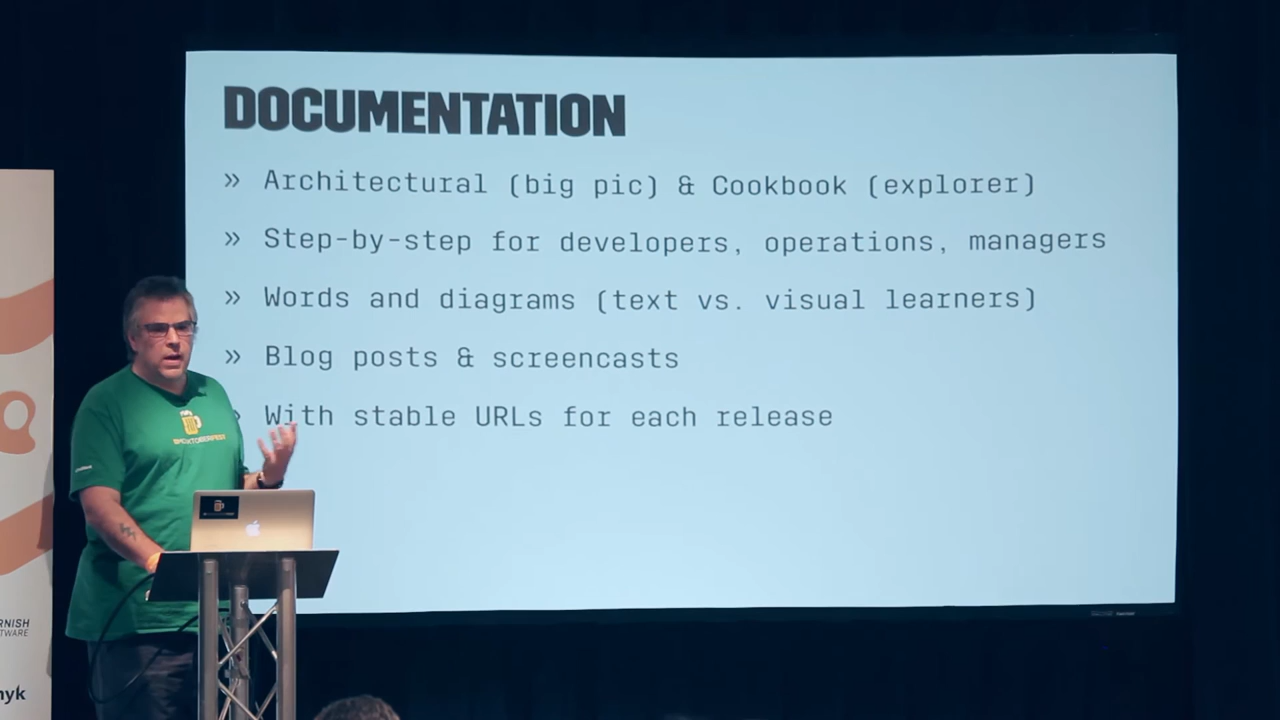 DOCUMENTATION
» Architectural (big pic) & Cookbook (explorer)
» Step-by-step for developers, operations, managers
» Words and diagrams (text vs. visual learners)
» Blog posts & screencasts
» With stable URLs for each release